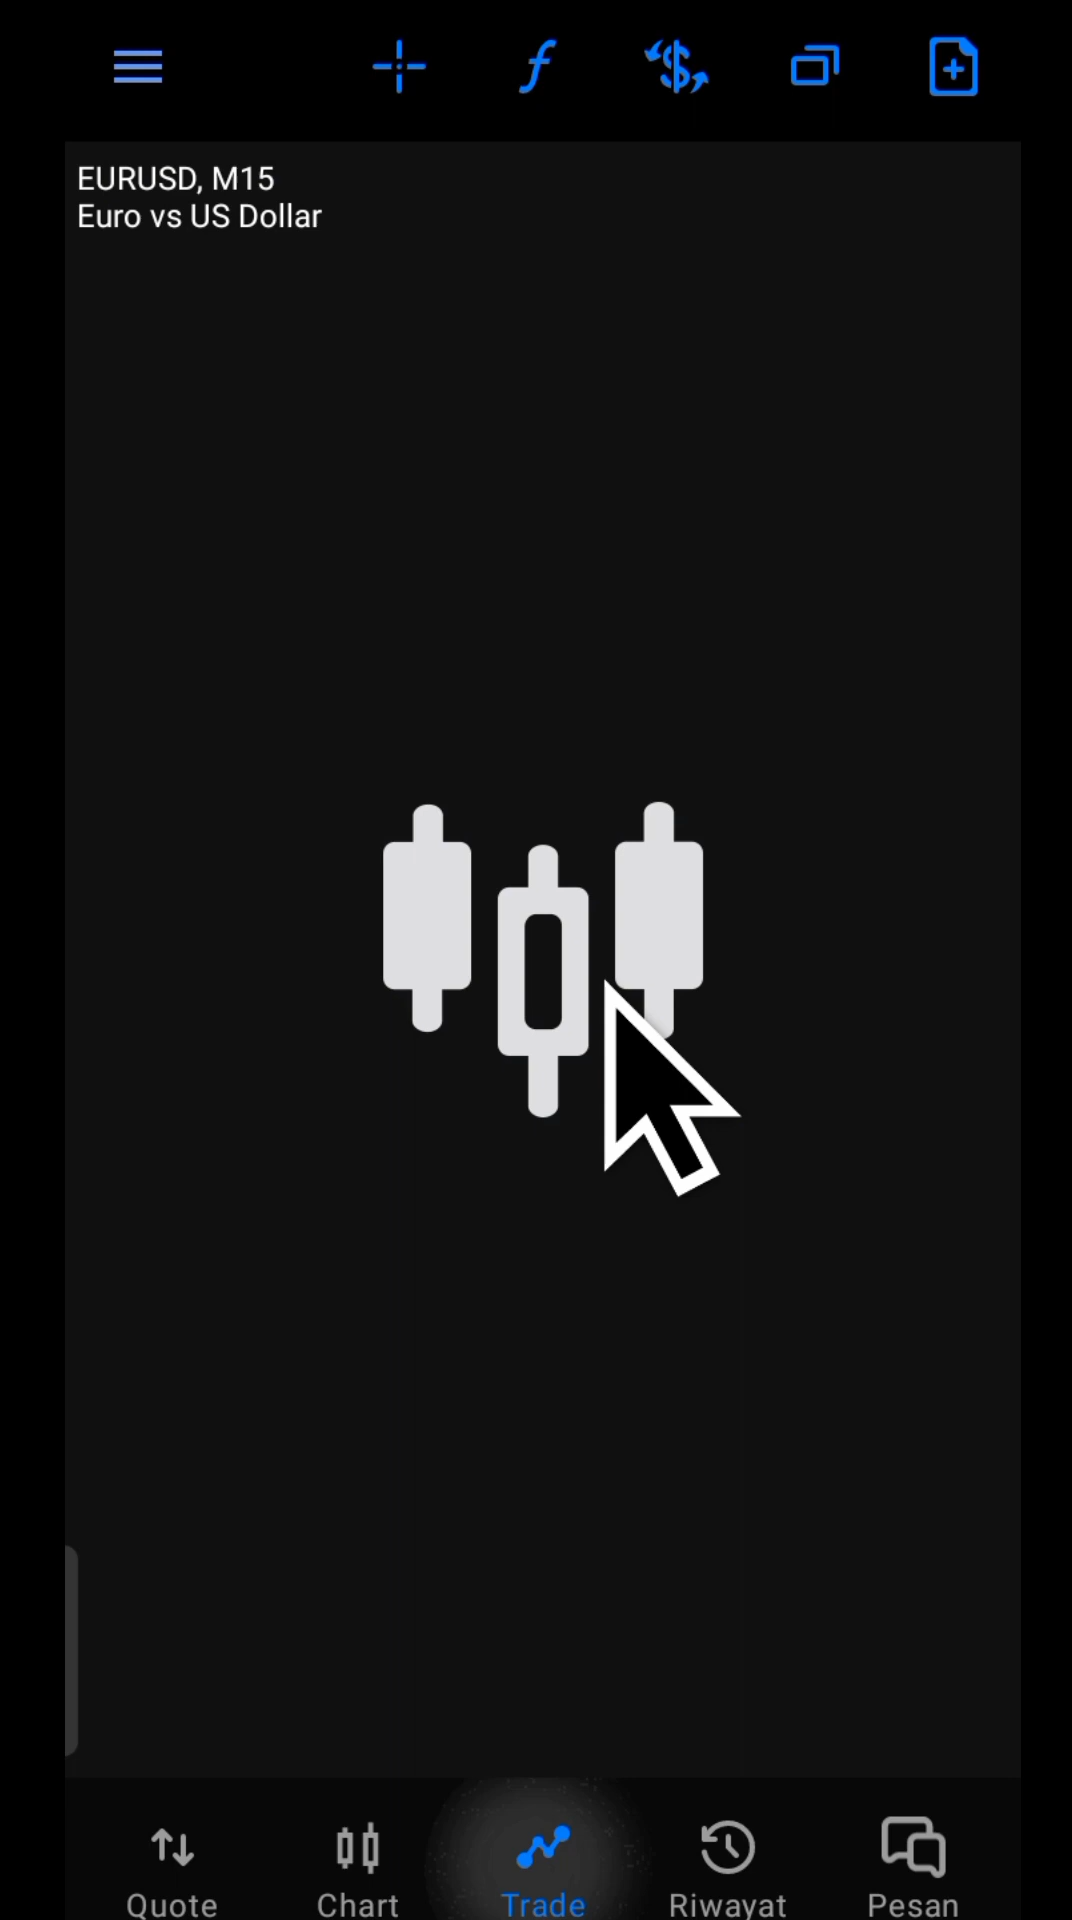 EURUSD, M15
Euro vs US Dollar
Quote
Chart
Trade
Riwayat
Pesan